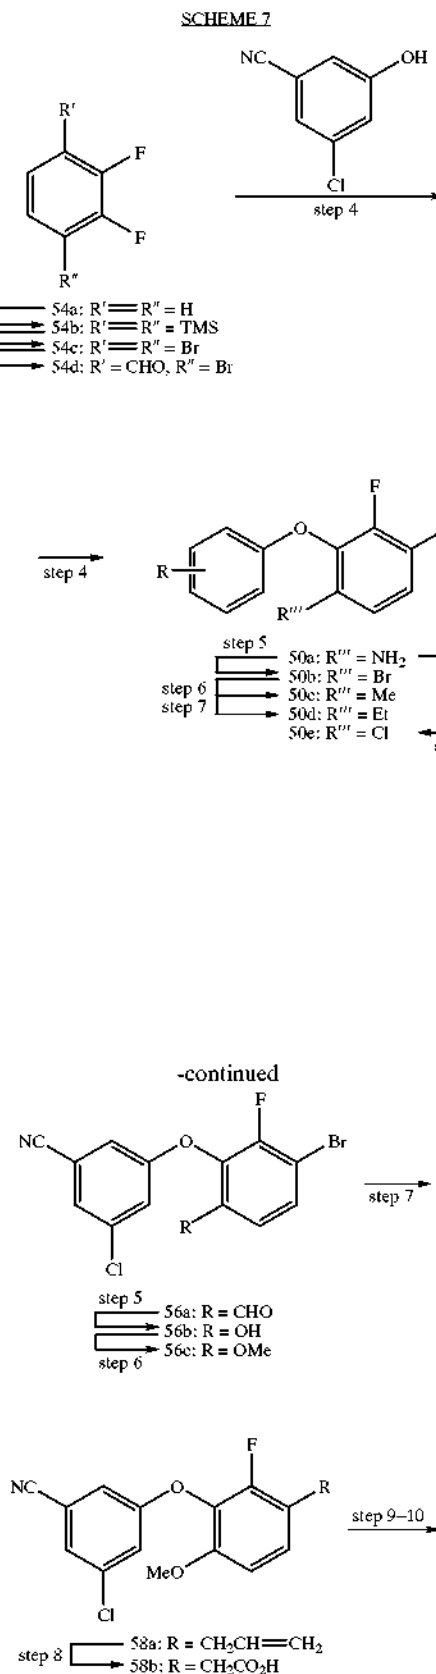 SCHEME 7
NC
OH
R'
F
Cl
F
step 4
R"
54a: R' = R" = H
54b: R' = R" = TMS
54c: R' = R" = Br
54d: R' = CHO, R" = Br
F
O
step 4
R
R'''
step 5
50a: R''' = NH2
50b: R''' = Br
step 6
50c: R''' = Me
step 7
50d: R''' = Et
50e: R''' = Cl
-continued
F
NC
O
Br
step 7
R
Cl
step 5
56a: R = CHO
56b: R = OH
56c: R = OMe
step 6
F
NC
O
R
step 9–10
MeO
Cl
58a: R = CH2CH=CH2
step 8
58b: R = CH2CO2H